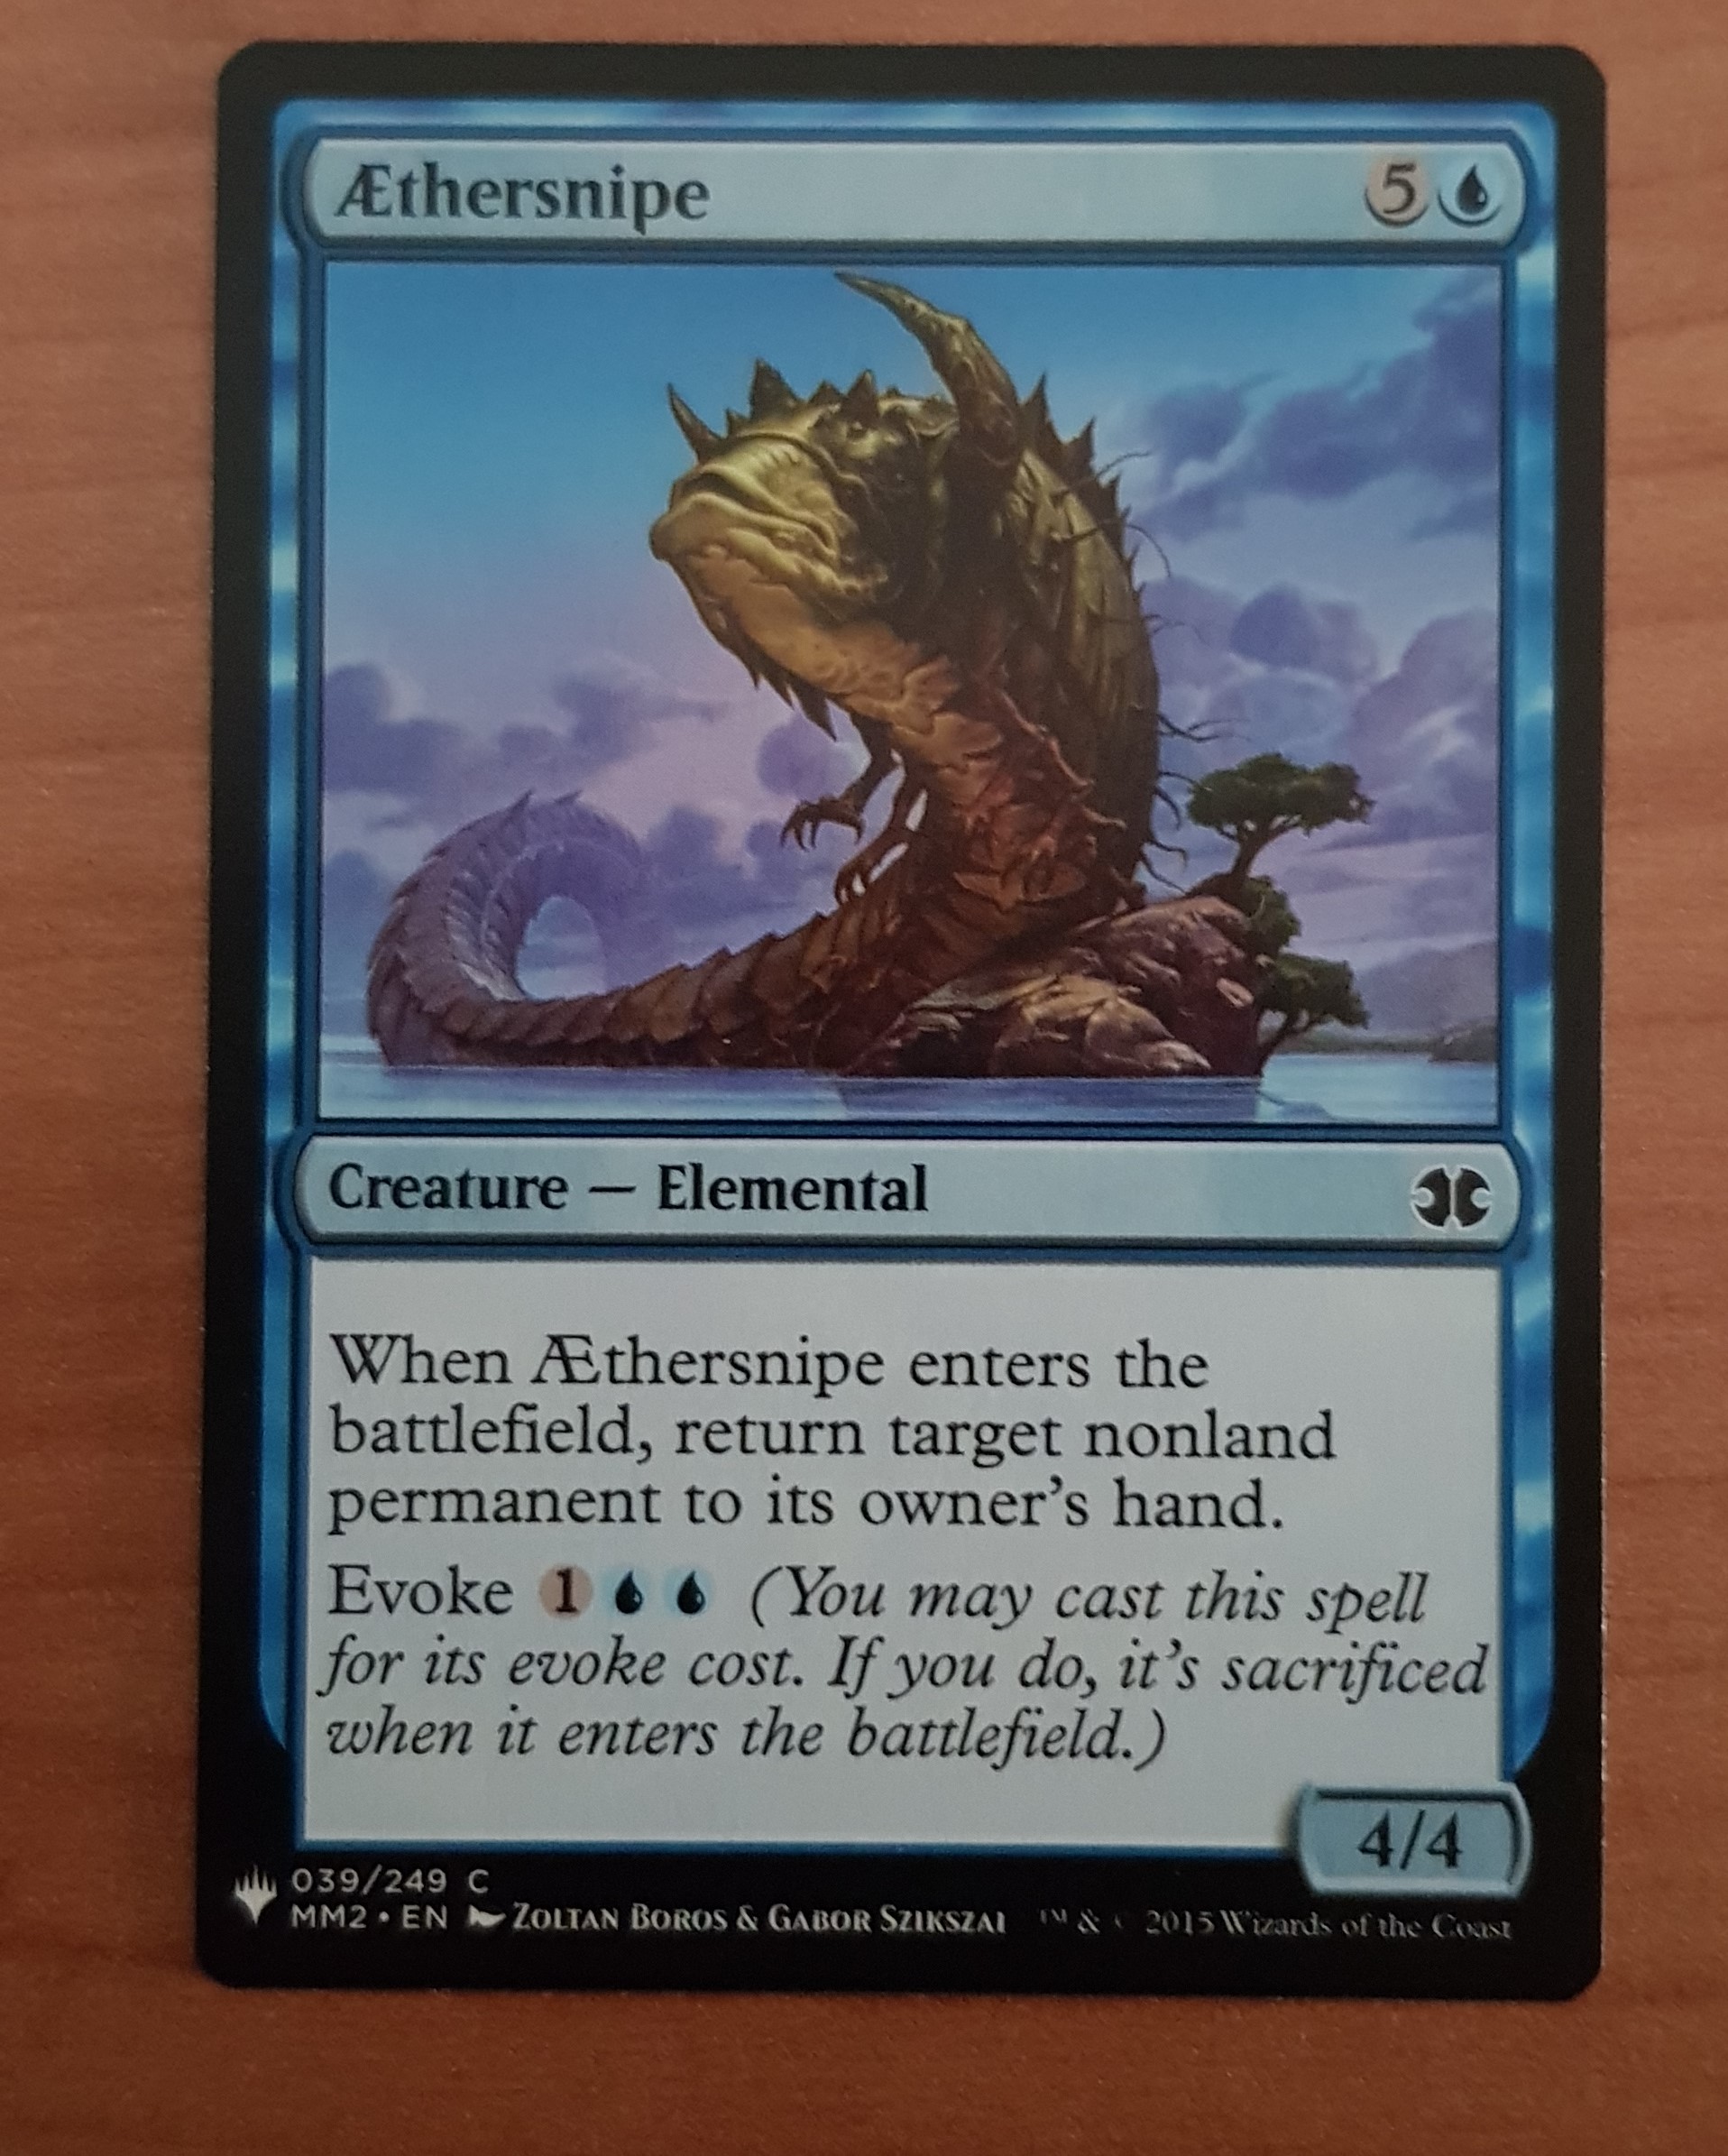 Æthersnipe 5
Creature — Elemental
When Æthersnipe enters the
battlefield, return target nonland
permanent to its owner's hand.
Evoke 1 (You may cast this spell
for its evoke cost. If you do, it's sacrificed
when it enters the battlefield.)
4/4
039/249 C
MM2 • EN Zoltan Boros & Gabor Szikszai ™ & © 2015 Wizards of the Coast